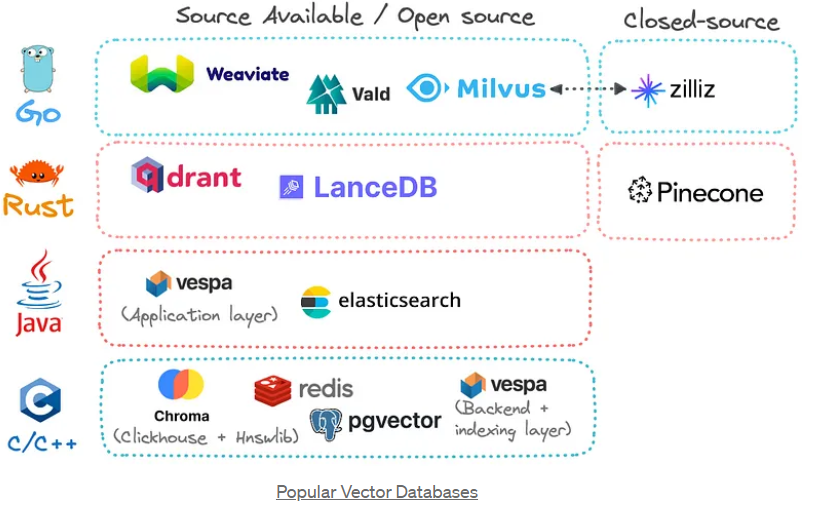 Source Available / Open source
Closed-source
Go
Weaviate
Vald
Milvus
zilliz
Rust
qdrant
LanceDB
Pinecone
Java
vespa
(Application layer)
elasticsearch
C
C/C++
Chroma
(Clickhouse + Hnswlib)
redis
pgvector
vespa
(Backend +
indexing layer)
Popular Vector Databases